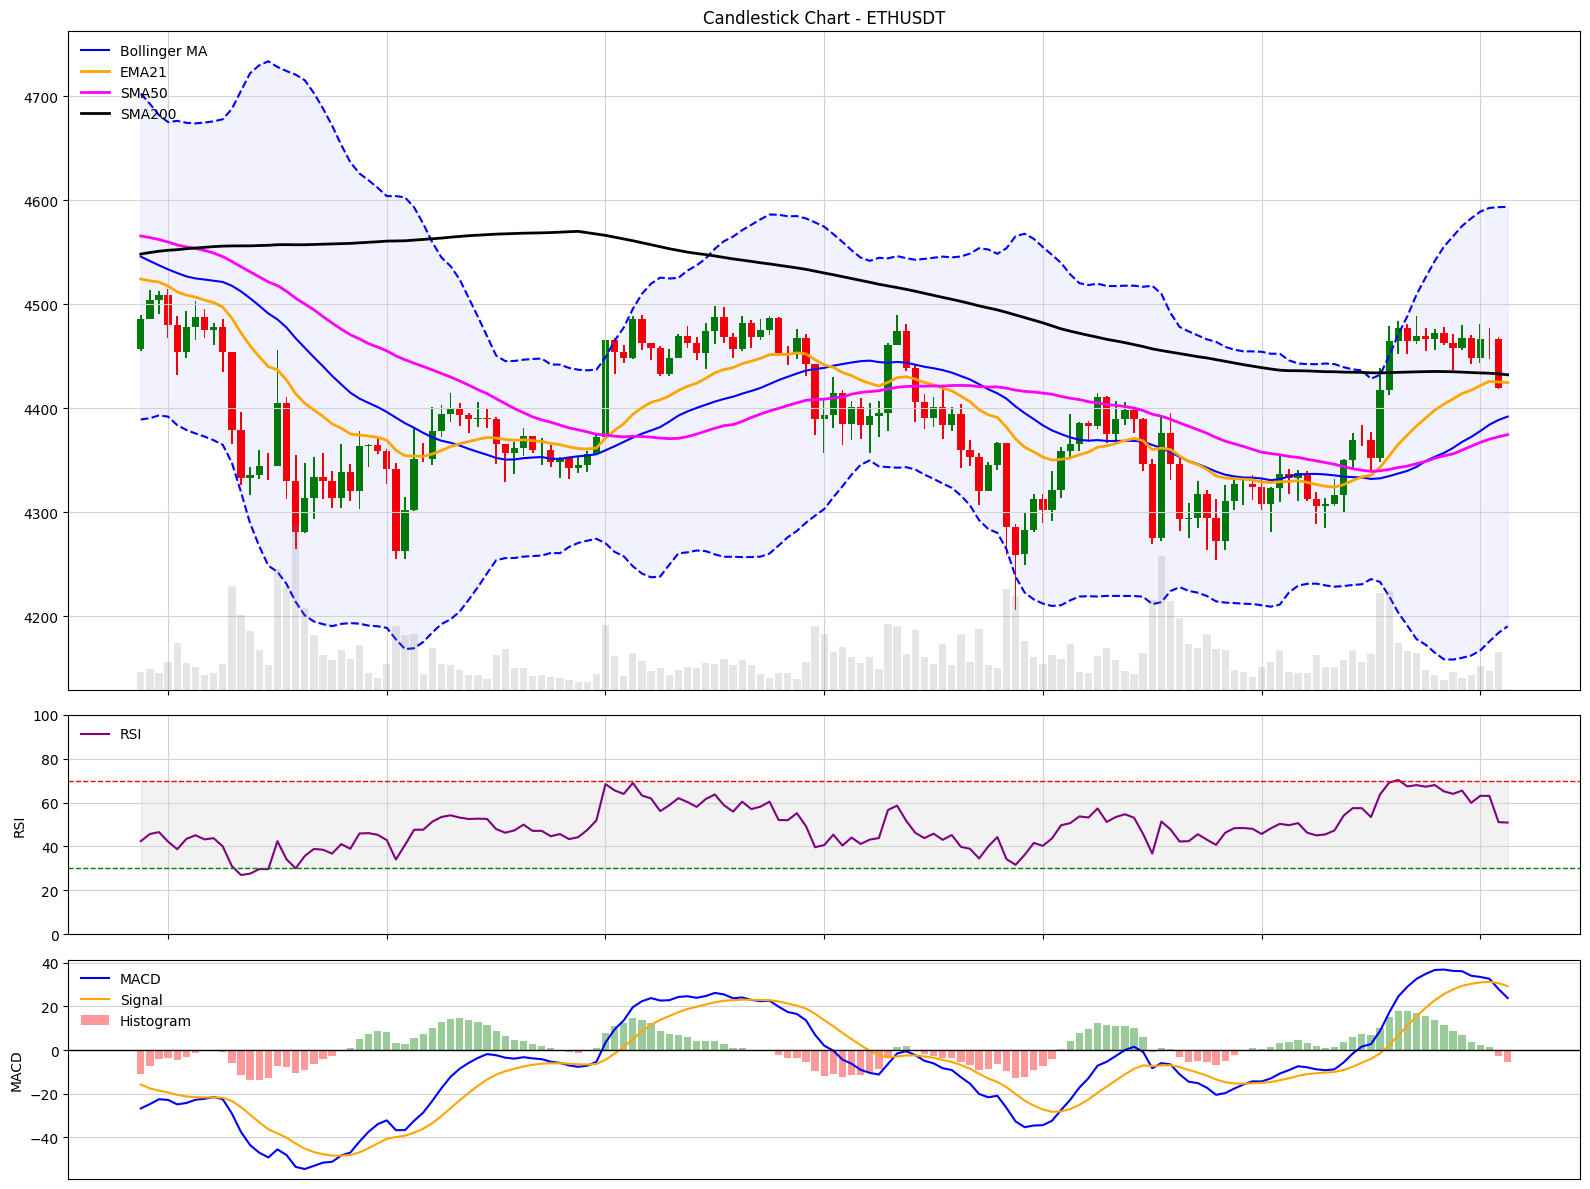 Candlestick Chart - ETHUSDT
Bollinger MA
EMA21
SMA50
SMA200
4700
4600
4500
4400
4300
4200
RSI
100
80
60
40
20
0
RSI
MACD
Signal
Histogram
40
20
0
−20
−40
MACD